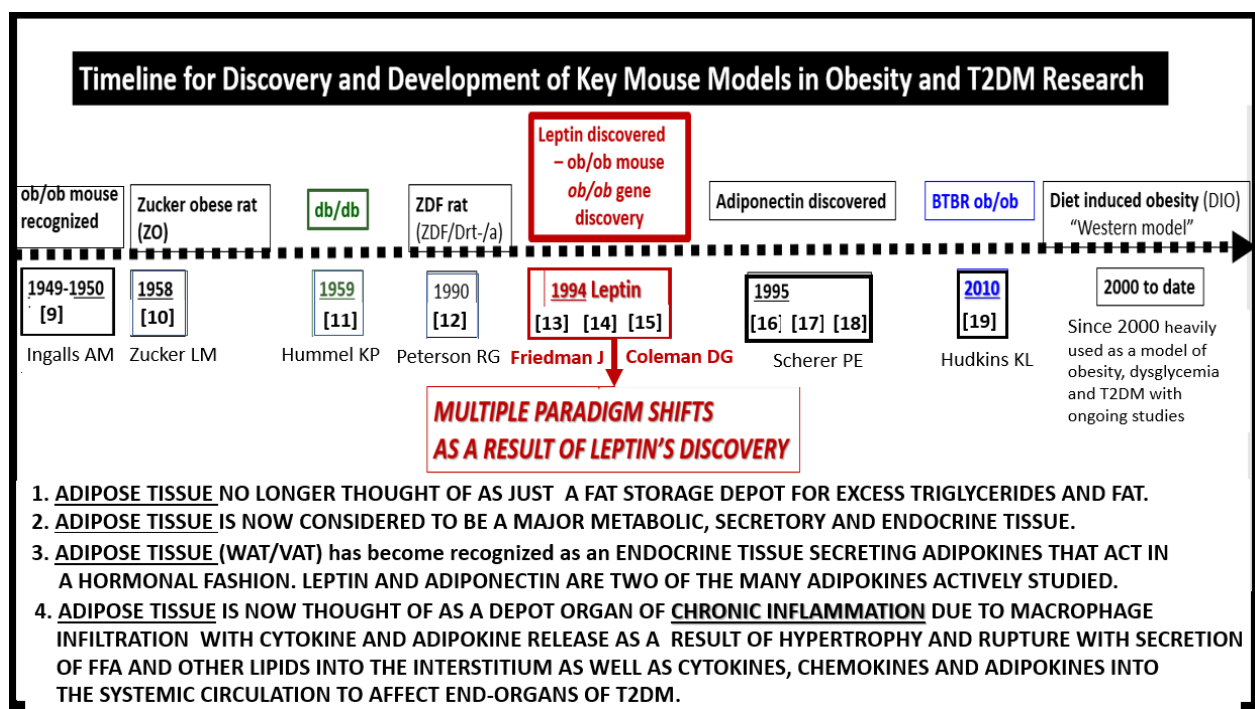 Timeline for Discovery and Development of Key Mouse Models in Obesity and T2DM Research
ob/ob mouse
recognized
Zucker obese rat
(ZO)
db/db
ZDF rat
(ZDF/Drt-/a)
Leptin discovered
– ob/ob mouse
ob/ob gene
discovery
Adiponectin discovered
BTBR ob/ob
Diet induced obesity (DIO)
“Western model”
1949-1950
[9]
Ingalls AM
1958
[10]
Zucker LM
1959
[11]
Hummel KP
1990
[12]
Peterson RG
1994 Leptin
[13] [14] [15]
Friedman J Coleman DG
1995
[16] [17] [18]
Scherer PE
2010
[19]
Hudkins KL
2000 to date
Since 2000 heavily
used as a model of
obesity, dysglycemia
and T2DM with
ongoing studies
MULTIPLE PARADIGM SHIFTS
AS A RESULT OF LEPTIN’S DISCOVERY
1. ADIPOSE TISSUE NO LONGER THOUGHT OF AS JUST A FAT STORAGE DEPOT FOR EXCESS TRIGLYCERIDES AND FAT.
2. ADIPOSE TISSUE IS NOW CONSIDERED TO BE A MAJOR METABOLIC, SECRETORY AND ENDOCRINE TISSUE.
3. ADIPOSE TISSUE (WAT/VAT) has become recognized as an ENDOCRINE TISSUE SECRETING ADIPOKINES THAT ACT IN
A HORMONAL FASHION. LEPTIN AND ADIPONECTIN ARE TWO OF THE MANY ADIPOKINES ACTIVELY STUDIED.
4. ADIPOSE TISSUE IS NOW THOUGHT OF AS A DEPOT ORGAN OF CHRONIC INFLAMMATION DUE TO MACROPHAGE
INFILTRATION WITH CYTOKINE AND ADIPOKINE RELEASE AS A RESULT OF HYPERTROPHY AND RUPTURE WITH SECRETION
OF FFA AND OTHER LIPIDS INTO THE INTERSTITIUM AS WELL AS CYTOKINES, CHEMOKINES AND ADIPOKINES INTO
THE SYSTEMIC CIRCULATION TO AFFECT END-ORGANS OF T2DM.